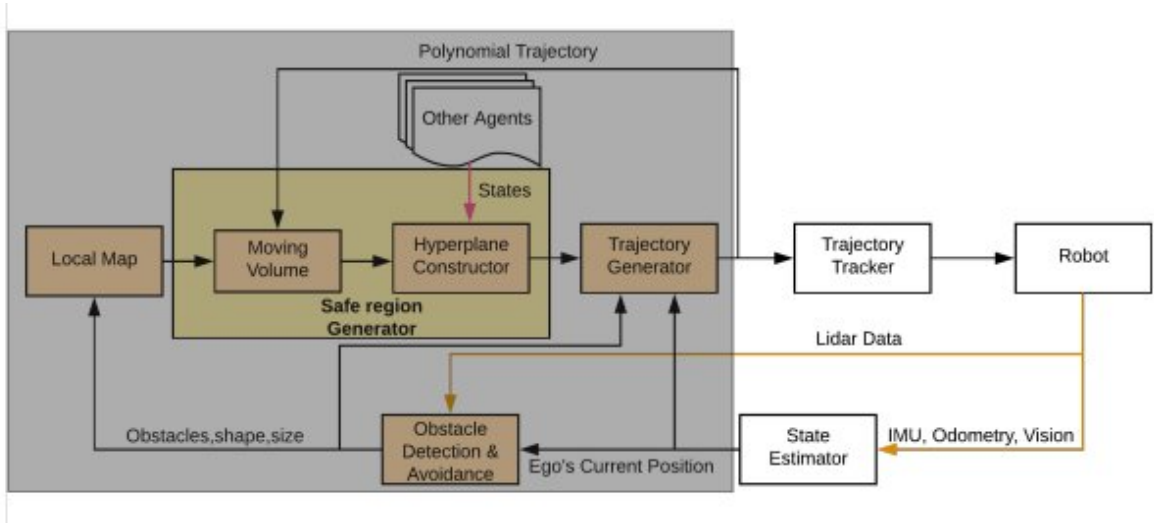 Polynomial Trajectory
Other Agents
States
Local Map
Moving
Volume
Hyperplane
Constructor
Trajectory
Generator
Trajectory
Tracker
Robot
Safe region
Generator
Lidar Data
Obstacles,shape,size
Obstacle
Detection &
Avoidance
Ego's Current Position
State
Estimator
IMU, Odometry, Vision